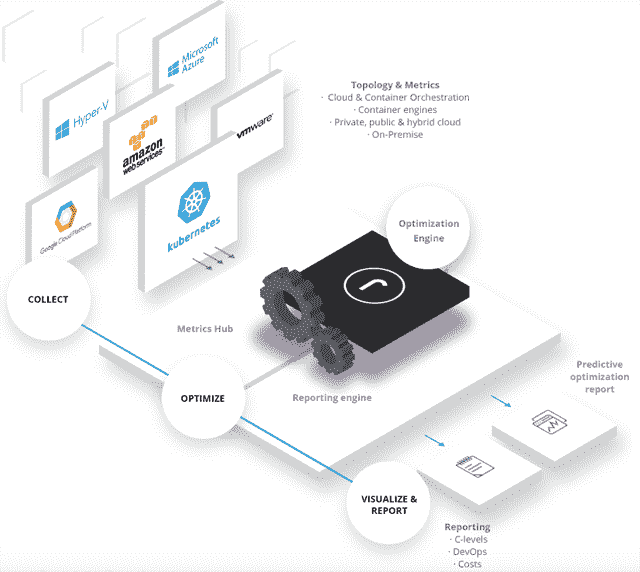 Microsoft
Azure
Hyper-V
amazon
webservices™
vmware®
Google Cloud Platform
kubernetes
Topology & Metrics
· Cloud & Container Orchestration
· Container engines
· Private, public & hybrid cloud
· On-Premise
Optimization
Engine
COLLECT
Metrics Hub
OPTIMIZE
Reporting engine
Predictive
optimization
report
VISUALIZE &
REPORT
Reporting
· C-levels
· DevOps
· Costs